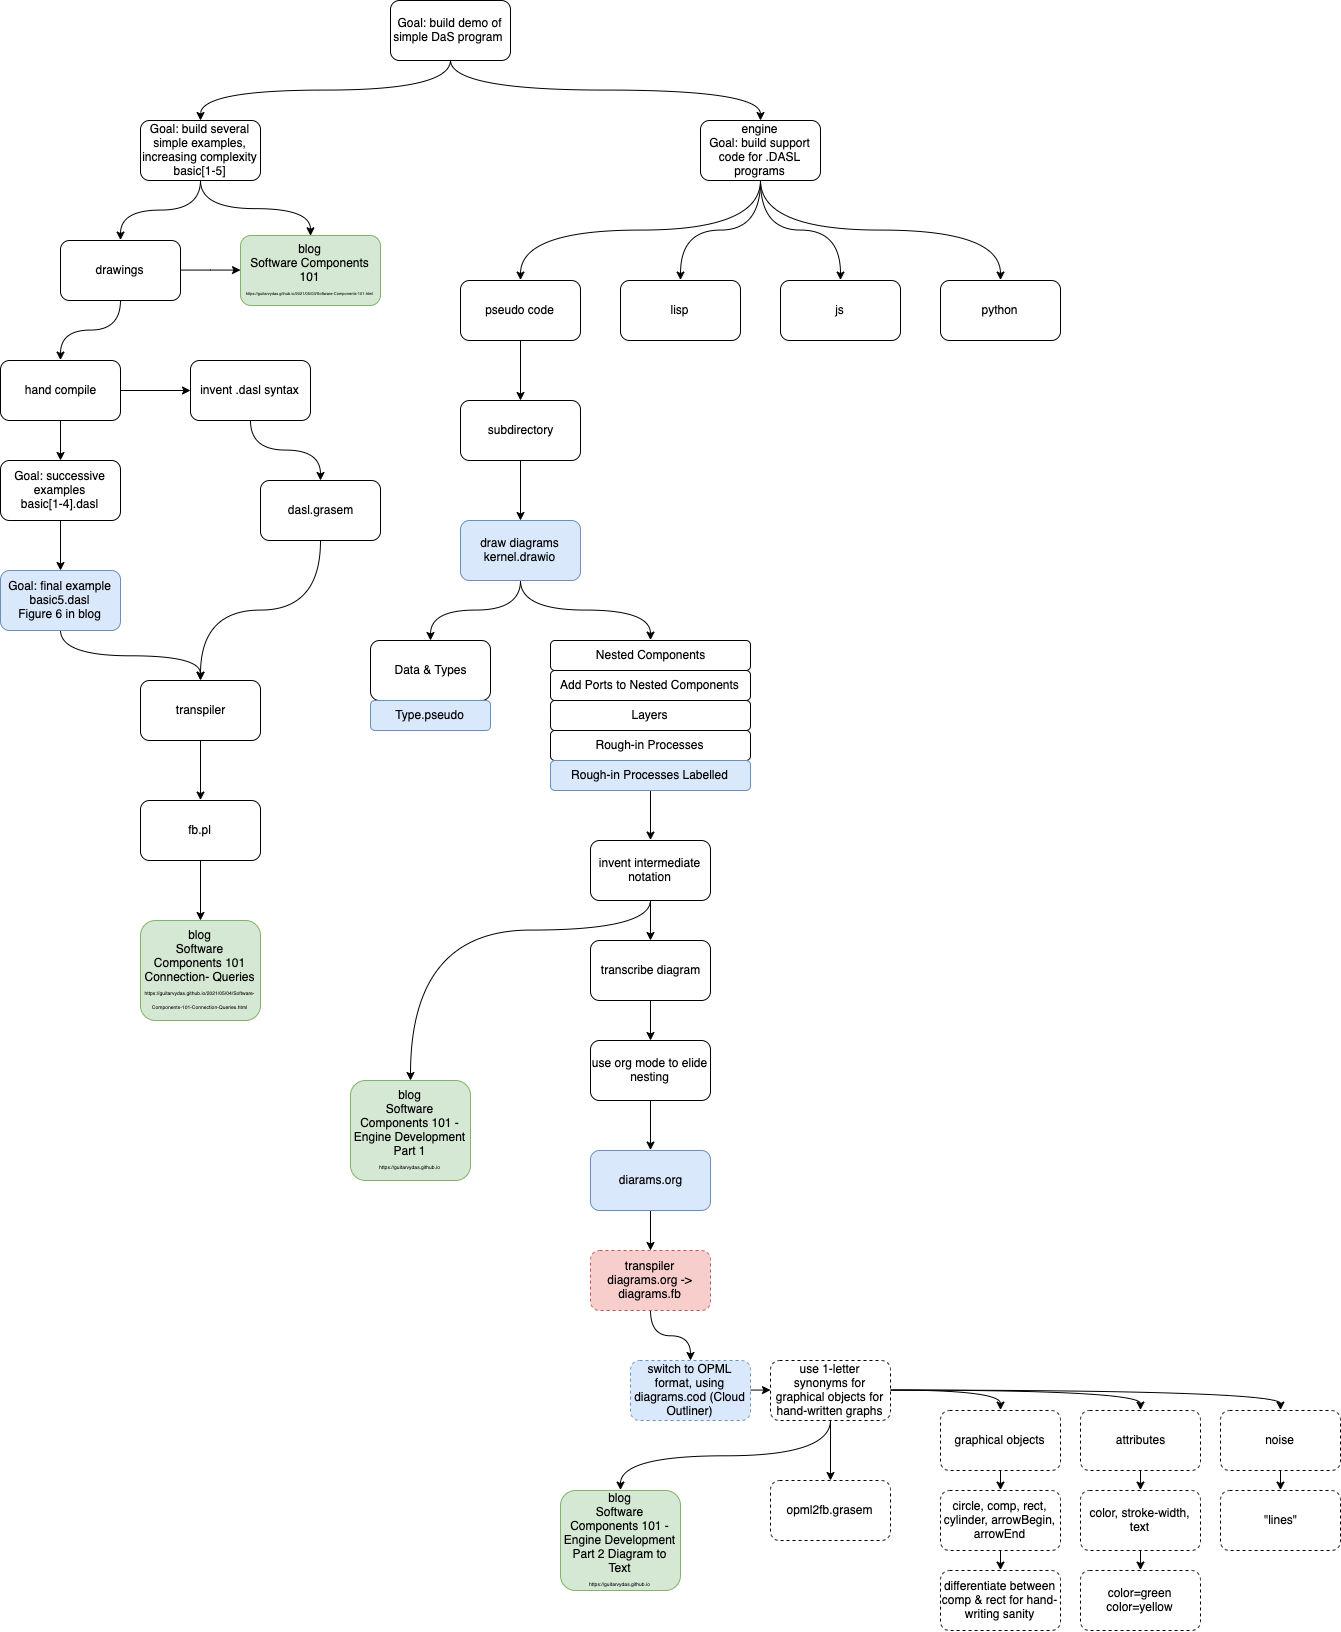 Goal: build demo of
simple DaS program
Goal: build several
simple examples,
increasing complexity
basic[1-5]
engine
Goal: build support
code for .DASL
programs
drawings
blog
Software Components
101
https://guitarvydas.github.io/2021/05/03/Software-Components-101.html
pseudo code
lisp
js
python
hand compile
invent .dasl syntax
subdirectory
Goal: successive
examples
basic[1-4].dasl
dasl.grasem
draw diagrams
kernel.drawio
Goal: final example
basic5.dasl
Figure 6 in blog
Data & Types
Type.pseudo
Nested Components
Add Ports to Nested Components
Layers
Rough-in Processes
Rough-in Processes Labelled
transpiler
fb.pl
invent intermediate
notation
blog
Software
Components 101
Connection- Queries
https://guitarvydas.github.io/2021/05/04/Software-
Components-101-Connection-Queries.html
transcribe diagram
use org mode to elide
nesting
blog
Software
Components 101 -
Engine Development
Part 1
https://guitarvydas.github.io
diarams.org
transpiler
diagrams.org ->
diagrams.fb
switch to OPML
format, using
diagrams.cod (Cloud
Outliner)
use 1-letter
synonyms for
graphical objects for
hand-written graphs
graphical objects
attributes
noise
blog
Software
Components 101 -
Engine Development
Part 2 Diagram to
Text
https://guitarvydas.github.io
opml2fb.grasem
circle, comp, rect,
cylinder, arrowBegin,
arrowEnd
color, stroke-width,
text
"lines"
differentiate between
comp & rect for hand-
writing sanity
color=green
color=yellow